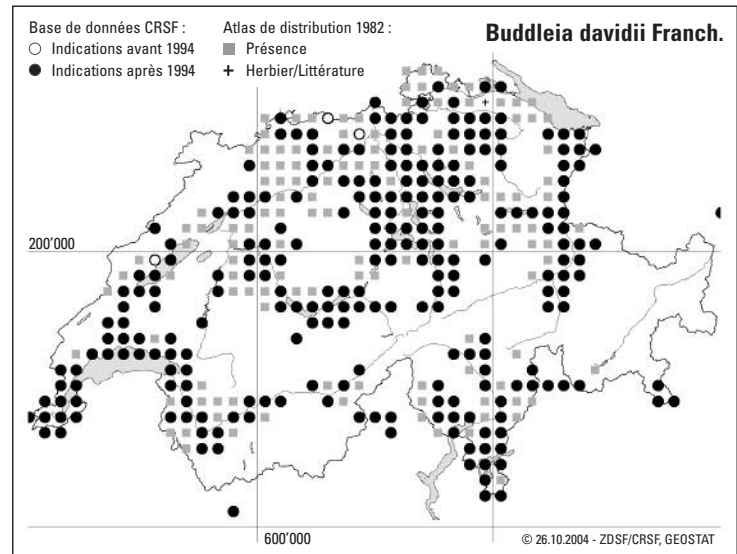 Base de données CRSF :
Indications avant 1994
Indications après 1994
Atlas de distribution 1982 :
Présence
+ Herbier/Littérature
Buddleia davidii Franch.
200'000
600'000
© 26.10.2004 - ZDSF/CRSF, GEOSTAT